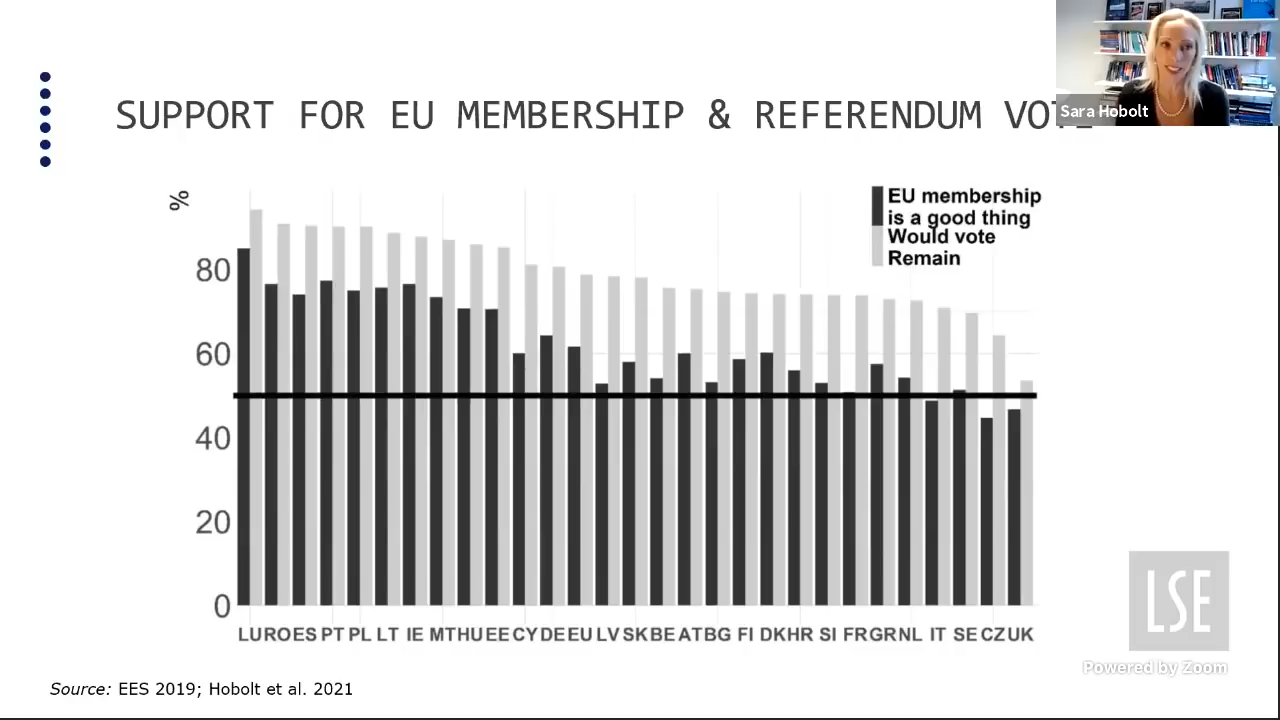 Sara Hobolt
SUPPORT FOR EU MEMBERSHIP & REFERENDUM VOTE
%
EU membership
is a good thing
Would vote
Remain
80
60
40
20
0
LU RO ES PT PL LT IE MT HU EE CY DE EU LV SK BE AT BG FI DK HR SI FR GR NL IT SE CZ UK
LSE
Powered by Zoom
Source: EES 2019; Hobolt et al. 2021